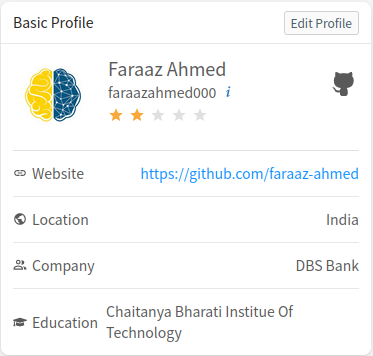 Basic Profile
Edit Profile
Faraaz Ahmed
faraazahmed000 i
Website
https://github.com/faraaz-ahmed
Location
India
Company
DBS Bank
Education
Chaitanya Bharati Institue Of
Technology